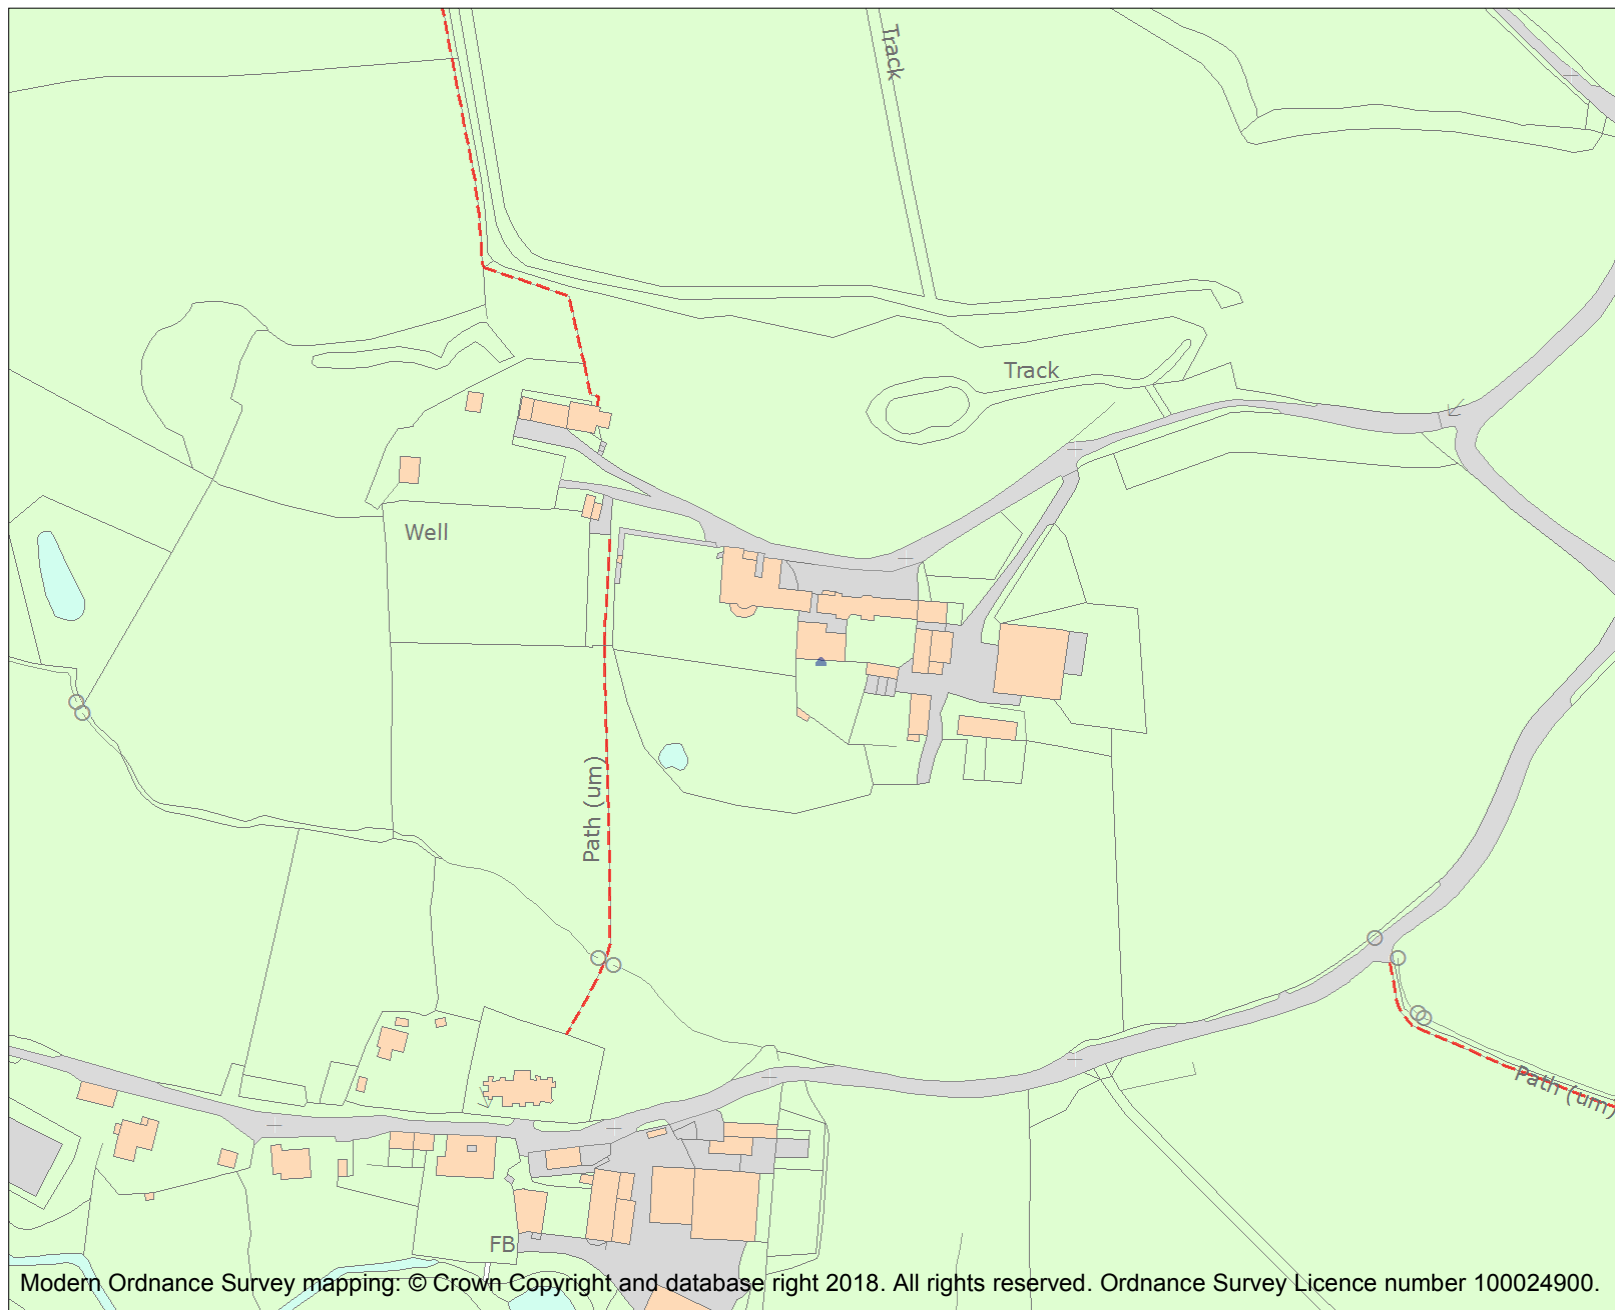 Track
Track
Well
Path (um)
Path (um)
FB
Modern Ordnance Survey mapping: © Crown Copyright and database right 2018. All rights reserved. Ordnance Survey Licence number 100024900.